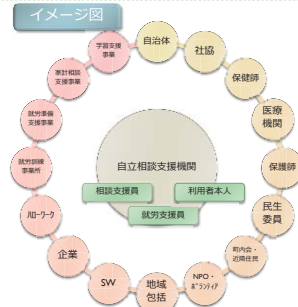 イメージ図
自治体
社協
保健師
医療
機関
保護師
民生
委員
町内会・
近隣住民
NPO・
ﾎﾞﾗﾝﾃｨｱ
地域
包括
SW
企業
ﾊﾛｰﾜｰｸ
就労訓練
事業所
就労準備
支援事業
家計相談
支援事業
学習支援
事業
自立相談支援機関
相談支援員
利用者本人
就労支援員